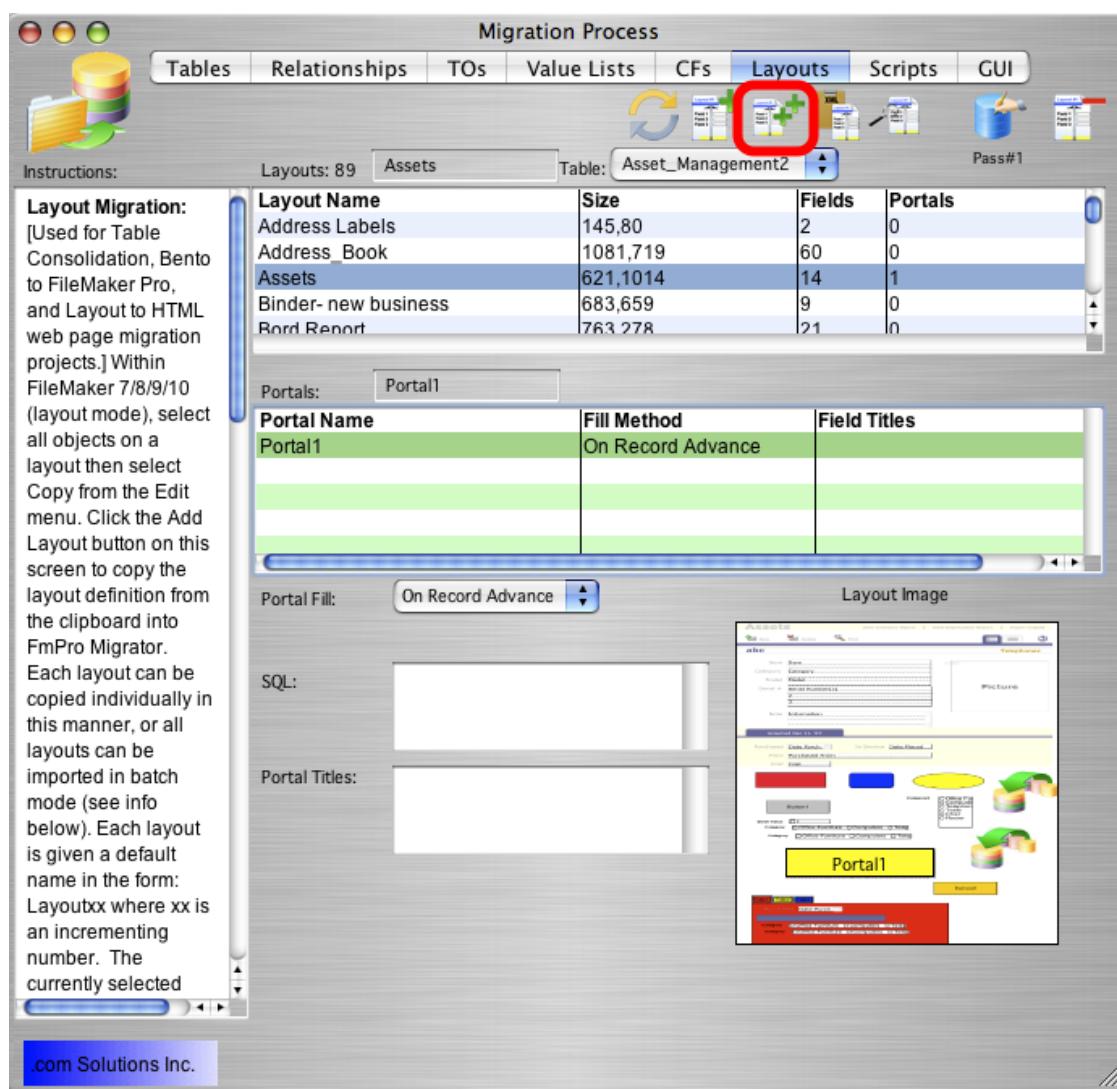 Migration Process
Tables Relationships TOs Value Lists CFs Layouts Scripts GUI
Pass#1
Instructions:
Layouts: 89 Assets Table: Asset_Management2
Layout Migration:
[Used for Table
Consolidation, Bento
to FileMaker Pro,
and Layout to HTML
web page migration
projects.] Within
FileMaker 7/8/9/10
(layout mode), select
all objects on a
layout then select
Copy from the Edit
menu. Click the Add
Layout button on this
screen to copy the
layout definition from
the clipboard into
FmPro Migrator.
Each layout can be
copied individually in
this manner, or all
layouts can be
imported in batch
mode (see info
below). Each layout
is given a default
name in the form:
Layoutxx where xx is
an incrementing
number. The
currently selected
Layout Name Size Fields Portals
Address Labels 145,80 2 0
Address_Book 1081,719 60 0
Assets 621,1014 14 1
Binder- new business 683,659 9 0
Bord Report 763,278 21 0
Portals: Portal1
Portal Name Fill Method Field Titles
Portal1 On Record Advance
Portal Fill: On Record Advance
SQL:
Portal Titles:
Layout Image
Assets
abc
Picture
Portal1
.com Solutions Inc.